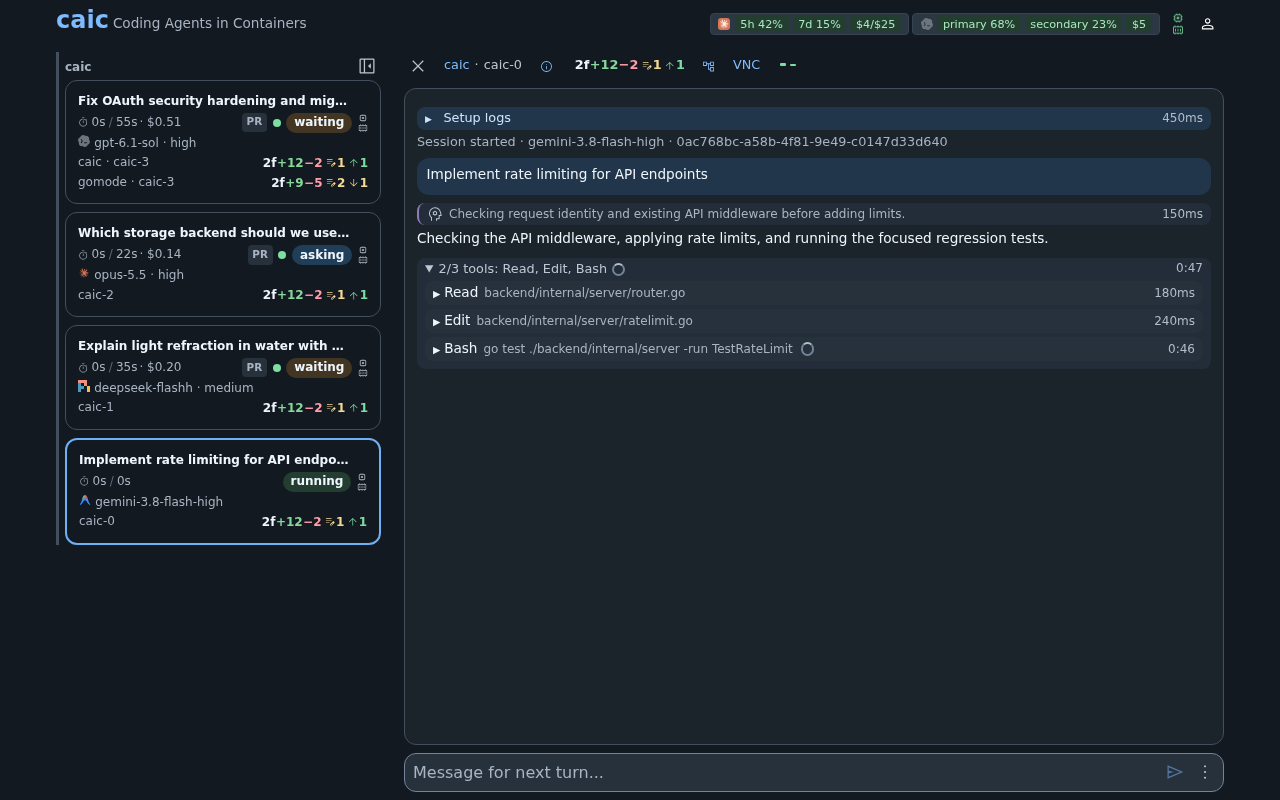 caic Coding Agents in Containers
5h 42% 7d 15% $4/$25 primary 68% secondary 23% $5
caic
Fix OAuth security hardening and mig…
0s / 55s · $0.51 PR waiting
gpt-6.1-sol · high
caic · caic-3 2f+12−2 1 ↑1
gomode · caic-3 2f+9−5 2 ↓1
Which storage backend should we use…
0s / 22s · $0.14 PR asking
opus-5.5 · high
caic-2 2f+12−2 1 ↑1
Explain light refraction in water with …
0s / 35s · $0.20 PR waiting
deepseek-flashh · medium
caic-1 2f+12−2 1 ↑1
Implement rate limiting for API endpo…
0s / 0s running
gemini-3.8-flash-high
caic-0 2f+12−2 1 ↑1
caic · caic-0 2f+12−2 1 ↑1 VNC
▶ Setup logs 450ms
Session started · gemini-3.8-flash-high · 0ac768bc-a58b-4f81-9e49-c0147d33d640
Implement rate limiting for API endpoints
Checking request identity and existing API middleware before adding limits. 150ms
Checking the API middleware, applying rate limits, and running the focused regression tests.
▼ 2/3 tools: Read, Edit, Bash 0:47
▶ Read backend/internal/server/router.go 180ms
▶ Edit backend/internal/server/ratelimit.go 240ms
▶ Bash go test ./backend/internal/server -run TestRateLimit 0:46
Message for next turn...